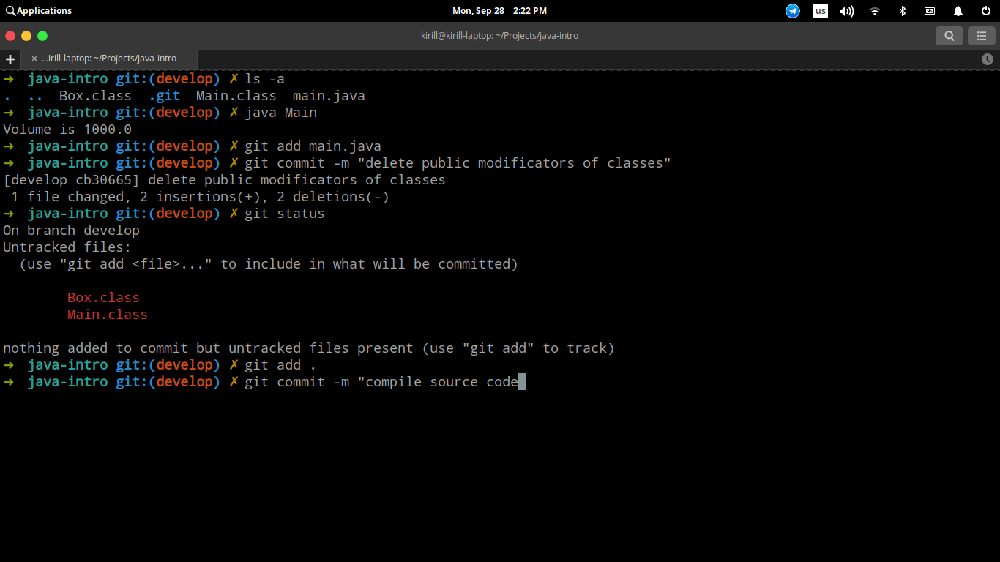 Applications
Mon, Sep 28 2:22 PM
us
kirill@kirill-laptop: ~/Projects/java-intro
+ × ...irill-laptop: ~/Projects/java-intro
➜ java-intro git:(develop) ✗ ls -a
. .. Box.class .git Main.class main.java
➜ java-intro git:(develop) ✗ java Main
Volume is 1000.0
➜ java-intro git:(develop) ✗ git add main.java
➜ java-intro git:(develop) ✗ git commit -m "delete public modificators of classes"
[develop cb30665] delete public modificators of classes
 1 file changed, 2 insertions(+), 2 deletions(-)
➜ java-intro git:(develop) ✗ git status
On branch develop
Untracked files:
  (use "git add <file>..." to include in what will be committed)
        Box.class
        Main.class
nothing added to commit but untracked files present (use "git add" to track)
➜ java-intro git:(develop) ✗ git add .
➜ java-intro git:(develop) ✗ git commit -m "compile source code